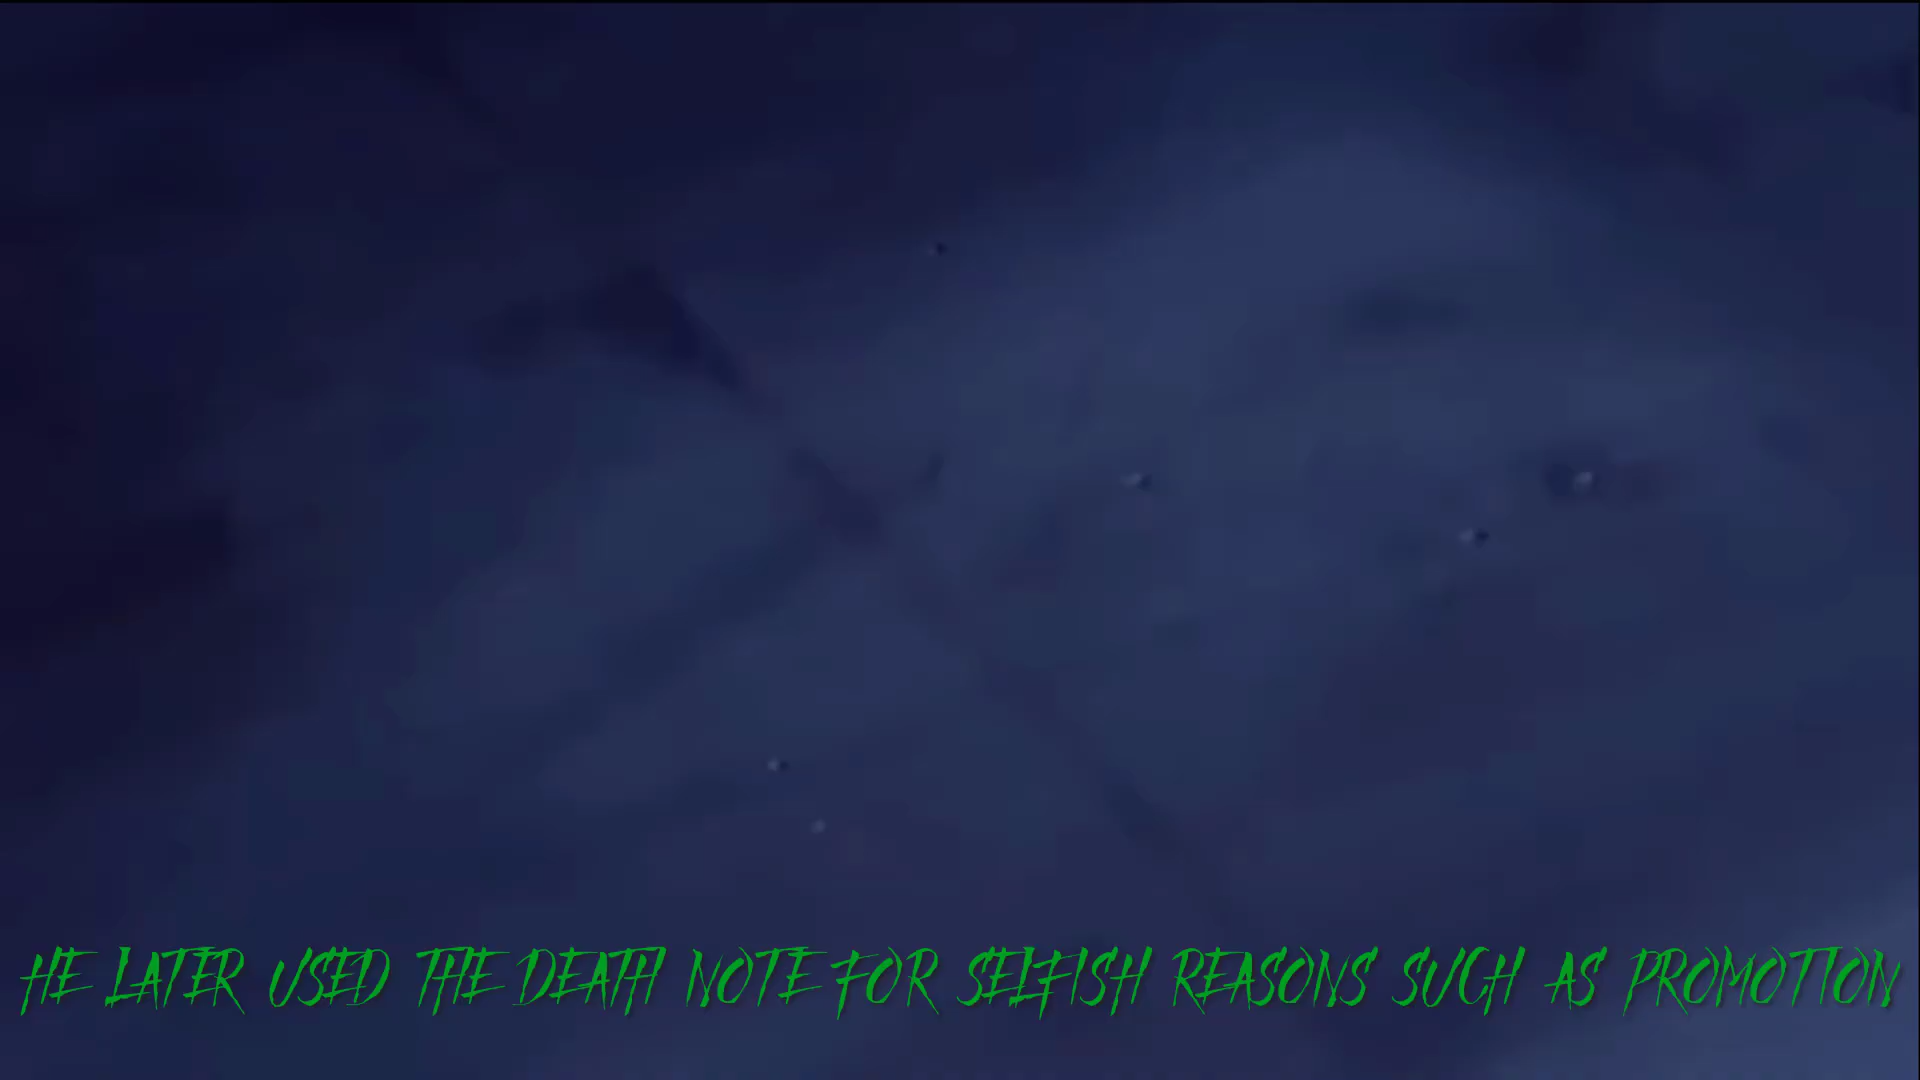 HE LATER USED THE DEATH NOTE FOR SELFISH REASONS SUCH AS PROMOTION